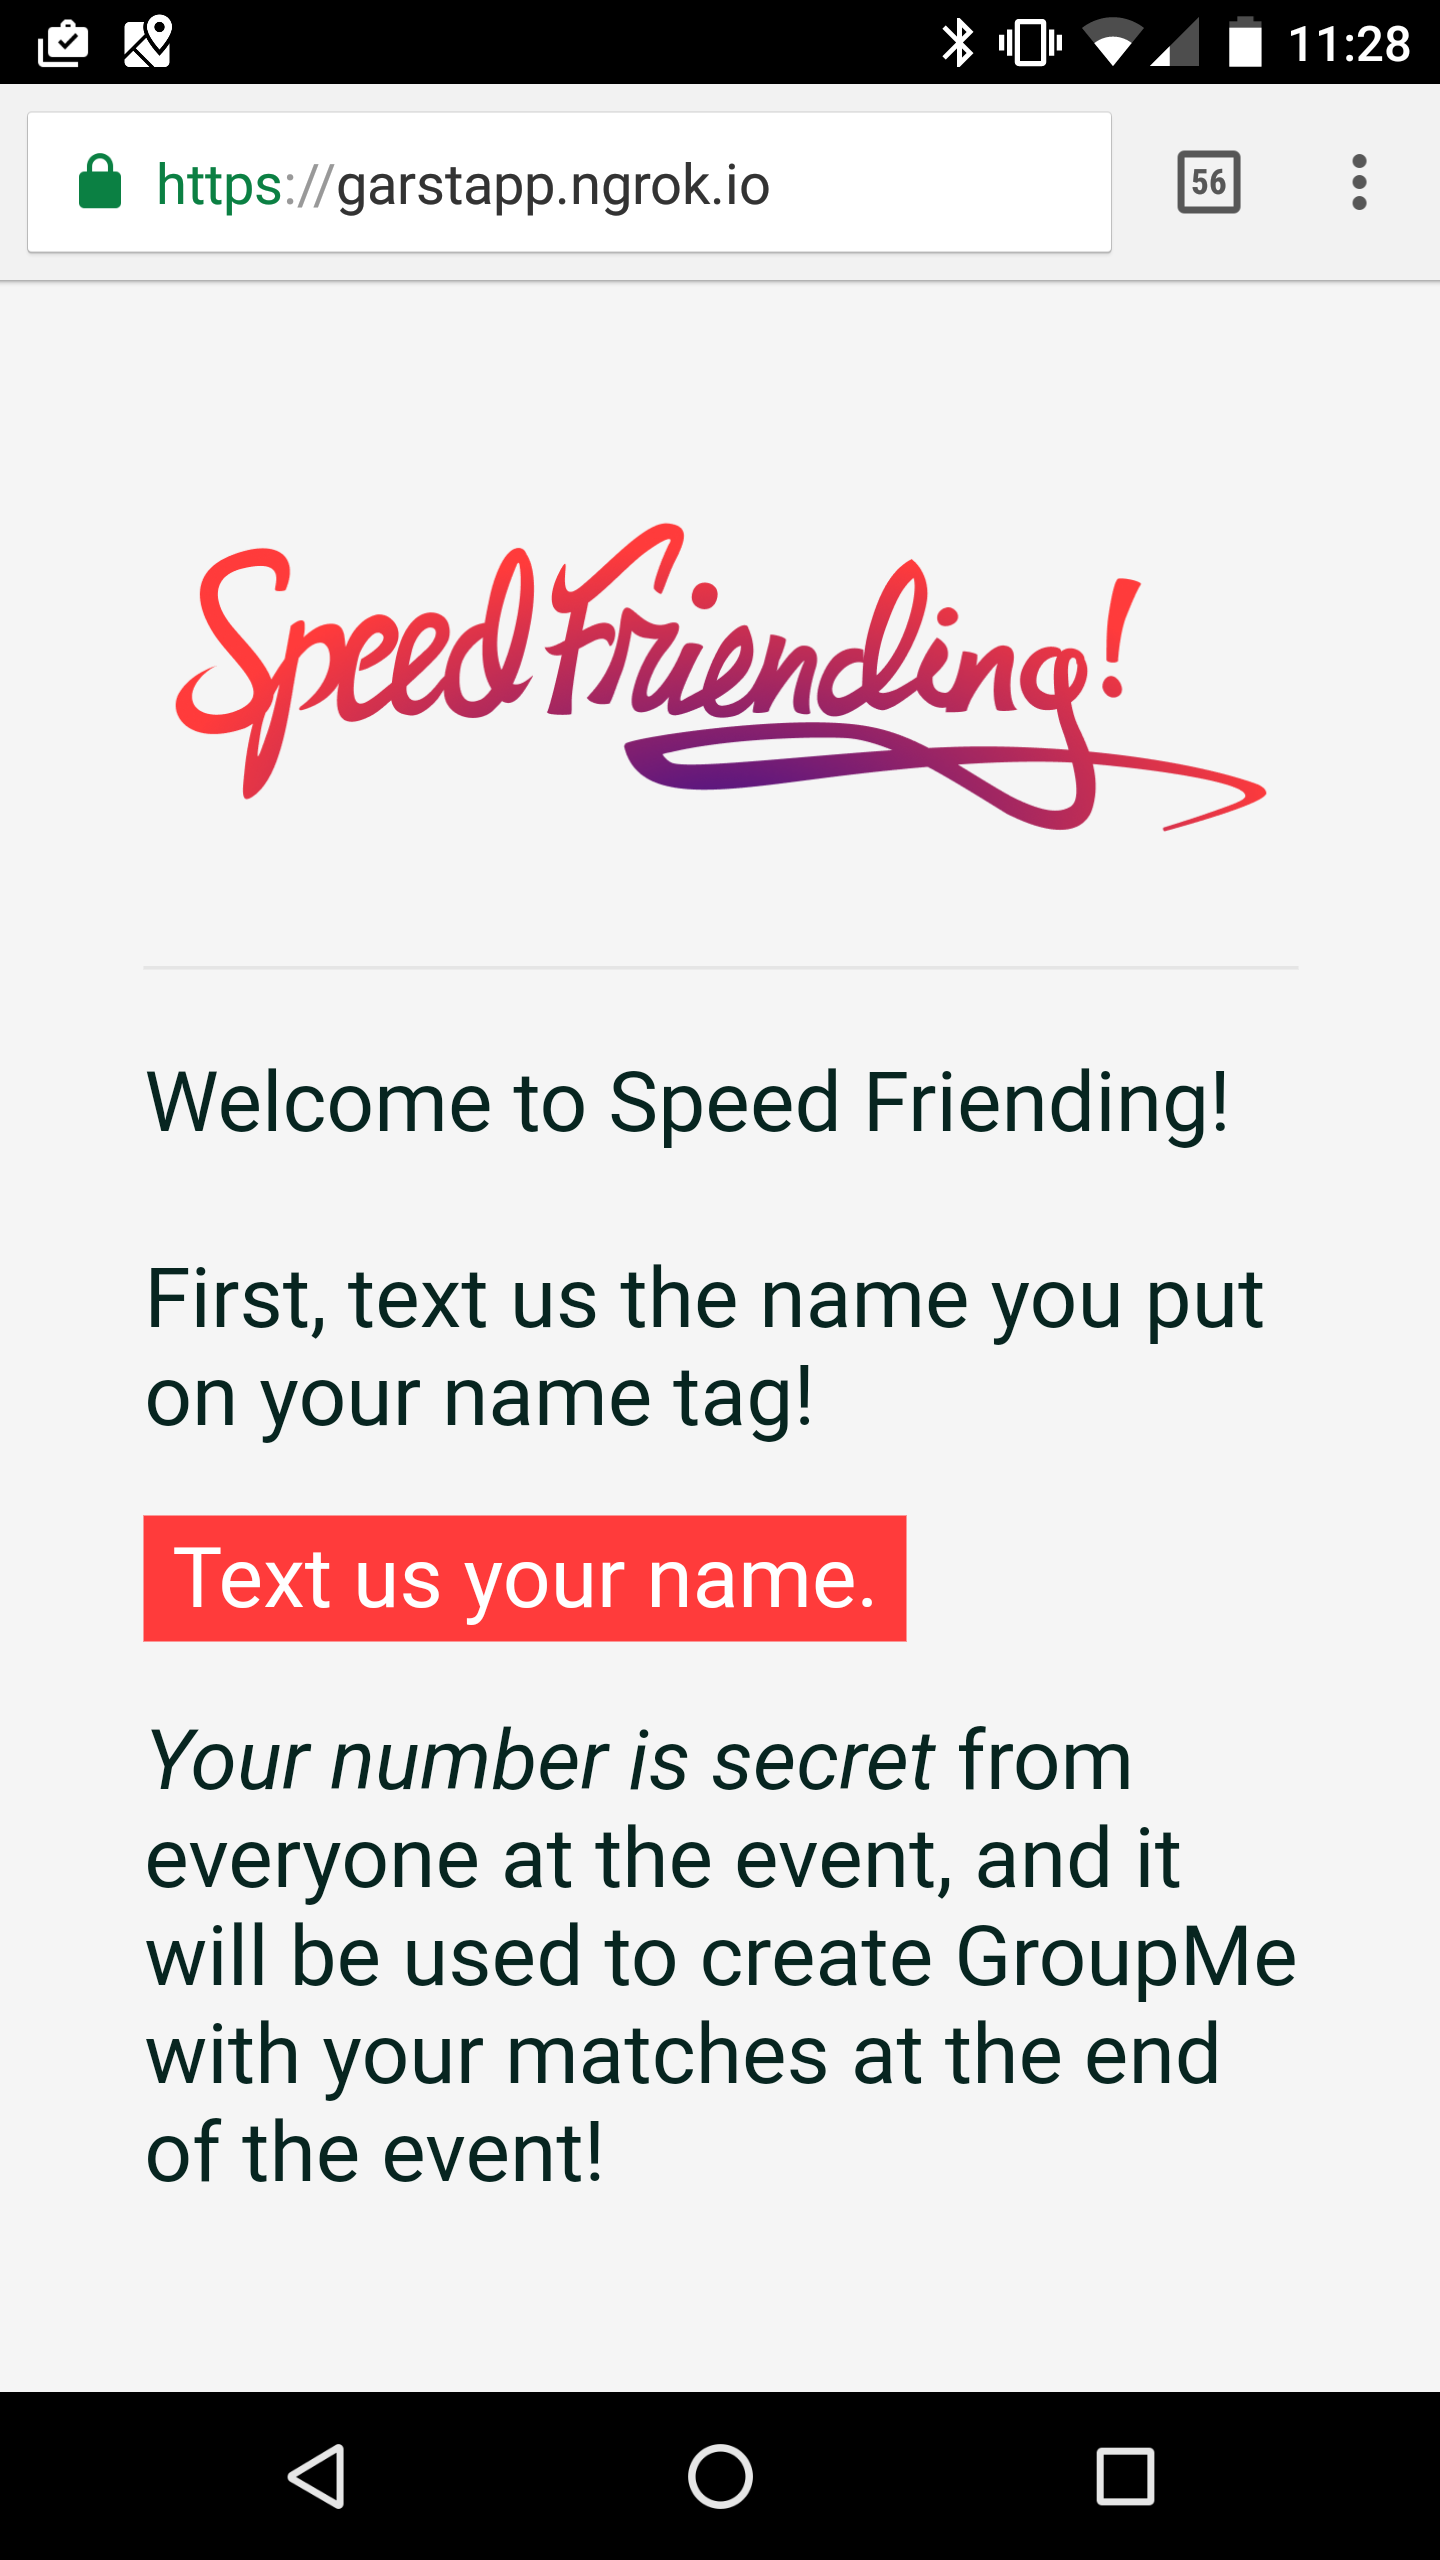 11:28
https://garstapp.ngrok.io
56
Speed Friending!
Welcome to Speed Friending!
First, text us the name you put
on your name tag!
Text us your name.
Your number is secret from
everyone at the event, and it
will be used to create GroupMe
with your matches at the end
of the event!